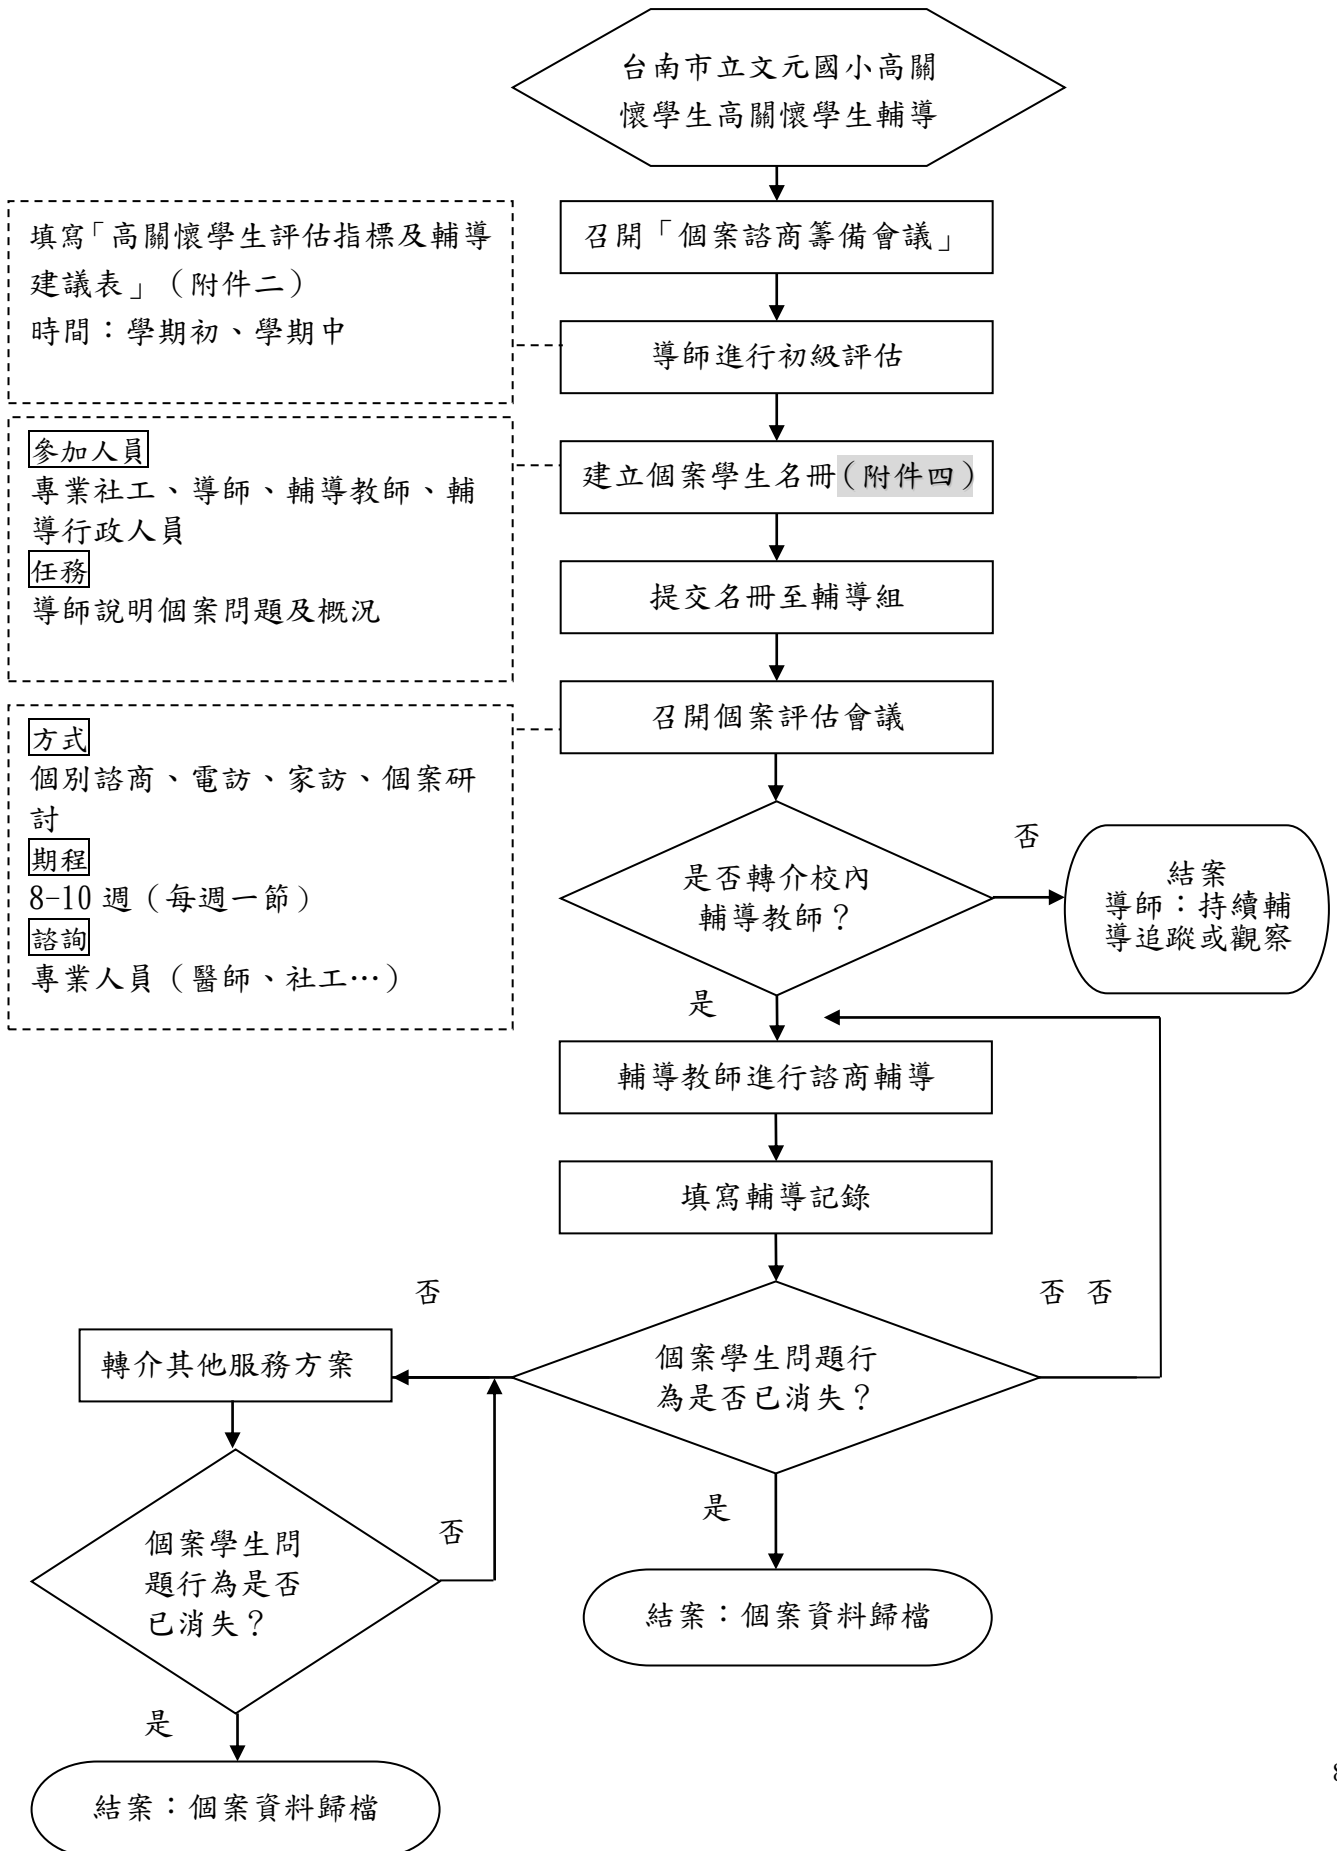 台南市立文元國小高關
懷學生高關懷學生輔導
填寫「高關懷學生評估指標及輔導
建議表」（附件二）
時間：學期初、學期中
召開「個案諮商籌備會議」
導師進行初級評估
參加人員
專業社工、導師、輔導教師、輔
導行政人員
任務
導師說明個案問題及概況
建立個案學生名冊（附件四）
提交名冊至輔導組
召開個案評估會議
方式
個別諮商、電訪、家訪、個案研
討
期程
8-10 週（每週一節）
諮詢
專業人員（醫師、社工…）
是否轉介校內
輔導教師？
否
結案
導師：持續輔
導追蹤或觀察
是
輔導教師進行諮商輔導
填寫輔導記錄
否
否 否
轉介其他服務方案
個案學生問題行
為是否已消失？
是
否
個案學生問
題行為是否
已消失？
結案：個案資料歸檔
是
結案：個案資料歸檔